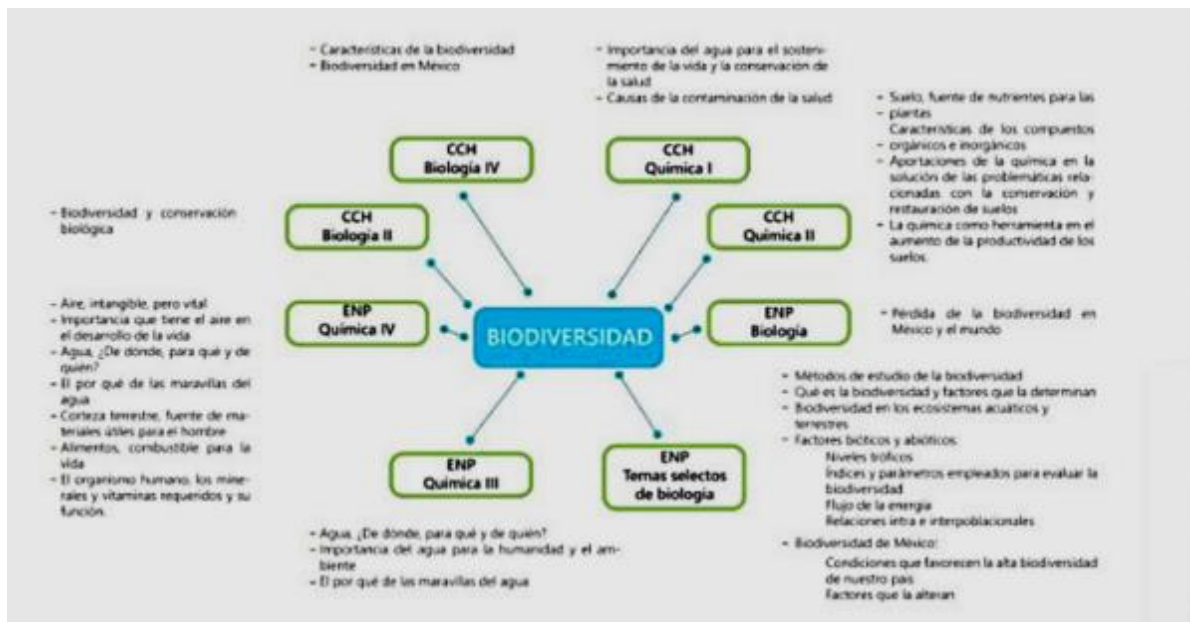 - Características de la biodiversidad
- Biodiversidad en México
- Importancia del agua para el sosteni-
miento de la vida y la conservación de
la salud
- Causas de la contaminación de la salud
CCH
Biología IV
CCH
Química I
- Suelo, fuente de nutrientes para las
- plantas
Características de los compuestos
- orgánicos e inorgánicos
- Aportaciones de la química en la
solución de las problemáticas rela-
cionadas con la conservación y
restauración de suelos
- La química como herramienta en el
aumento de la productividad de los
suelos.
- Biodiversidad y conservación
biológica
CCH
Biología II
CCH
Química II
- Aire, intangible, pero vital
- Importancia que tiene el aire en
el desarrollo de la vida
- Agua, ¿De dónde, para qué y de
quién?
- El por qué de las maravillas del
agua
- Corteza terrestre, fuente de ma-
teriales útiles para el hombre
- Alimentos, combustible para la
vida
- El organismo humano, los mine-
rales y vitaminas requeridos y su
función.
ENP
Química IV
BIODIVERSIDAD
ENP
Biología
- Pérdida de la biodiversidad en
México y el mundo
ENP
Química III
ENP
Temas selectos
de biología
- Métodos de estudio de la biodiversidad
- Qué es la biodiversidad y factores que la determinan
- Biodiversidad en los ecosistemas acuáticos y
terrestres
- Factores bióticos y abióticos
Niveles tróficos
Índices y parámetros empleados para evaluar la
biodiversidad
Flujo de la energía
Relaciones intra e interpoblacionales
- Biodiversidad de México:
Condiciones que favorecen la alta biodiversidad
de nuestro país
Factores que la alteran
- Agua, ¿De dónde, para qué y de quién?
- Importancia del agua para la humanidad y el am-
biente
- El por qué de las maravillas del agua